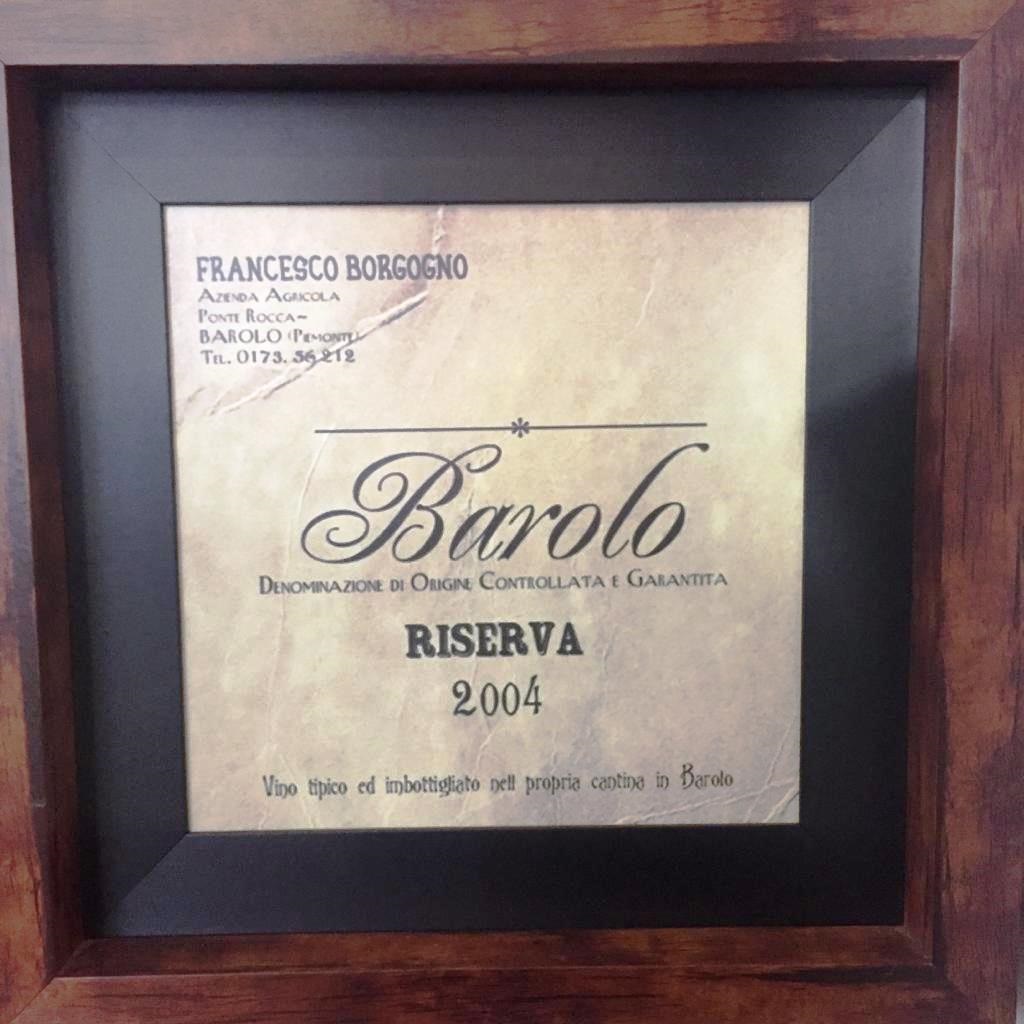 FRANCESCO BORGOGNO
AZIENDA AGRICOLA
PONTE ROCCA~
BAROLO (PIEMONTE)
TEL. 0173. 56 212
Barolo
DENOMINAZIONE DI ORIGINE CONTROLLATA E GARANTITA
RISERVA
2004
Vino tipico ed imbottigliato nell propria cantina in Barolo